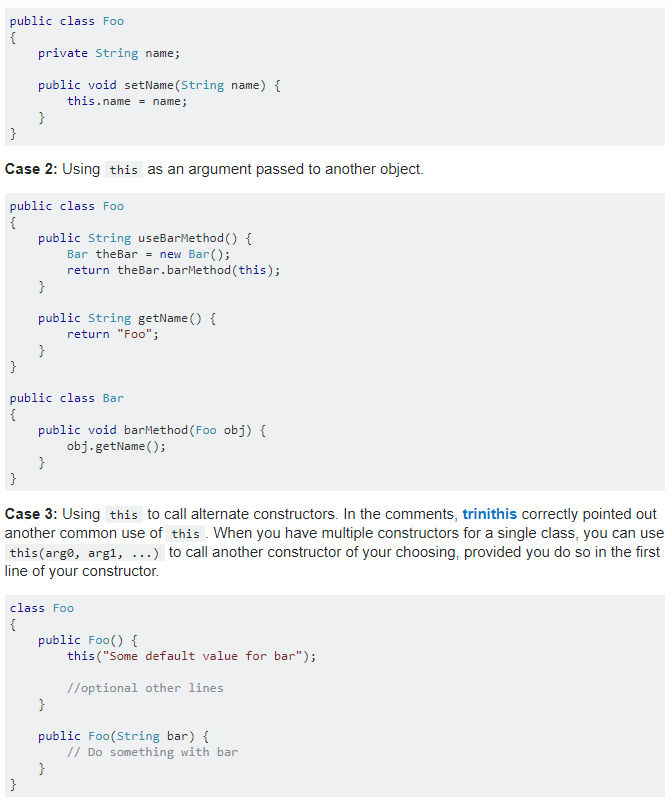 public class Foo
{
    private String name;

    public void setName(String name) {
        this.name = name;
    }
}
Case 2: Using this as an argument passed to another object.
public class Foo
{
    public String useBarMethod() {
        Bar theBar = new Bar();
        return theBar.barMethod(this);
    }

    public String getName() {
        return "Foo";
    }
}

public class Bar
{
    public void barMethod(Foo obj) {
        obj.getName();
    }
}
Case 3: Using this to call alternate constructors. In the comments, trinithis correctly pointed out
another common use of this. When you have multiple constructors for a single class, you can use
this(arg0, arg1, ...) to call another constructor of your choosing, provided you do so in the first
line of your constructor.
class Foo
{
    public Foo() {
        this("Some default value for bar");

        //optional other lines
    }

    public Foo(String bar) {
        // Do something with bar
    }
}